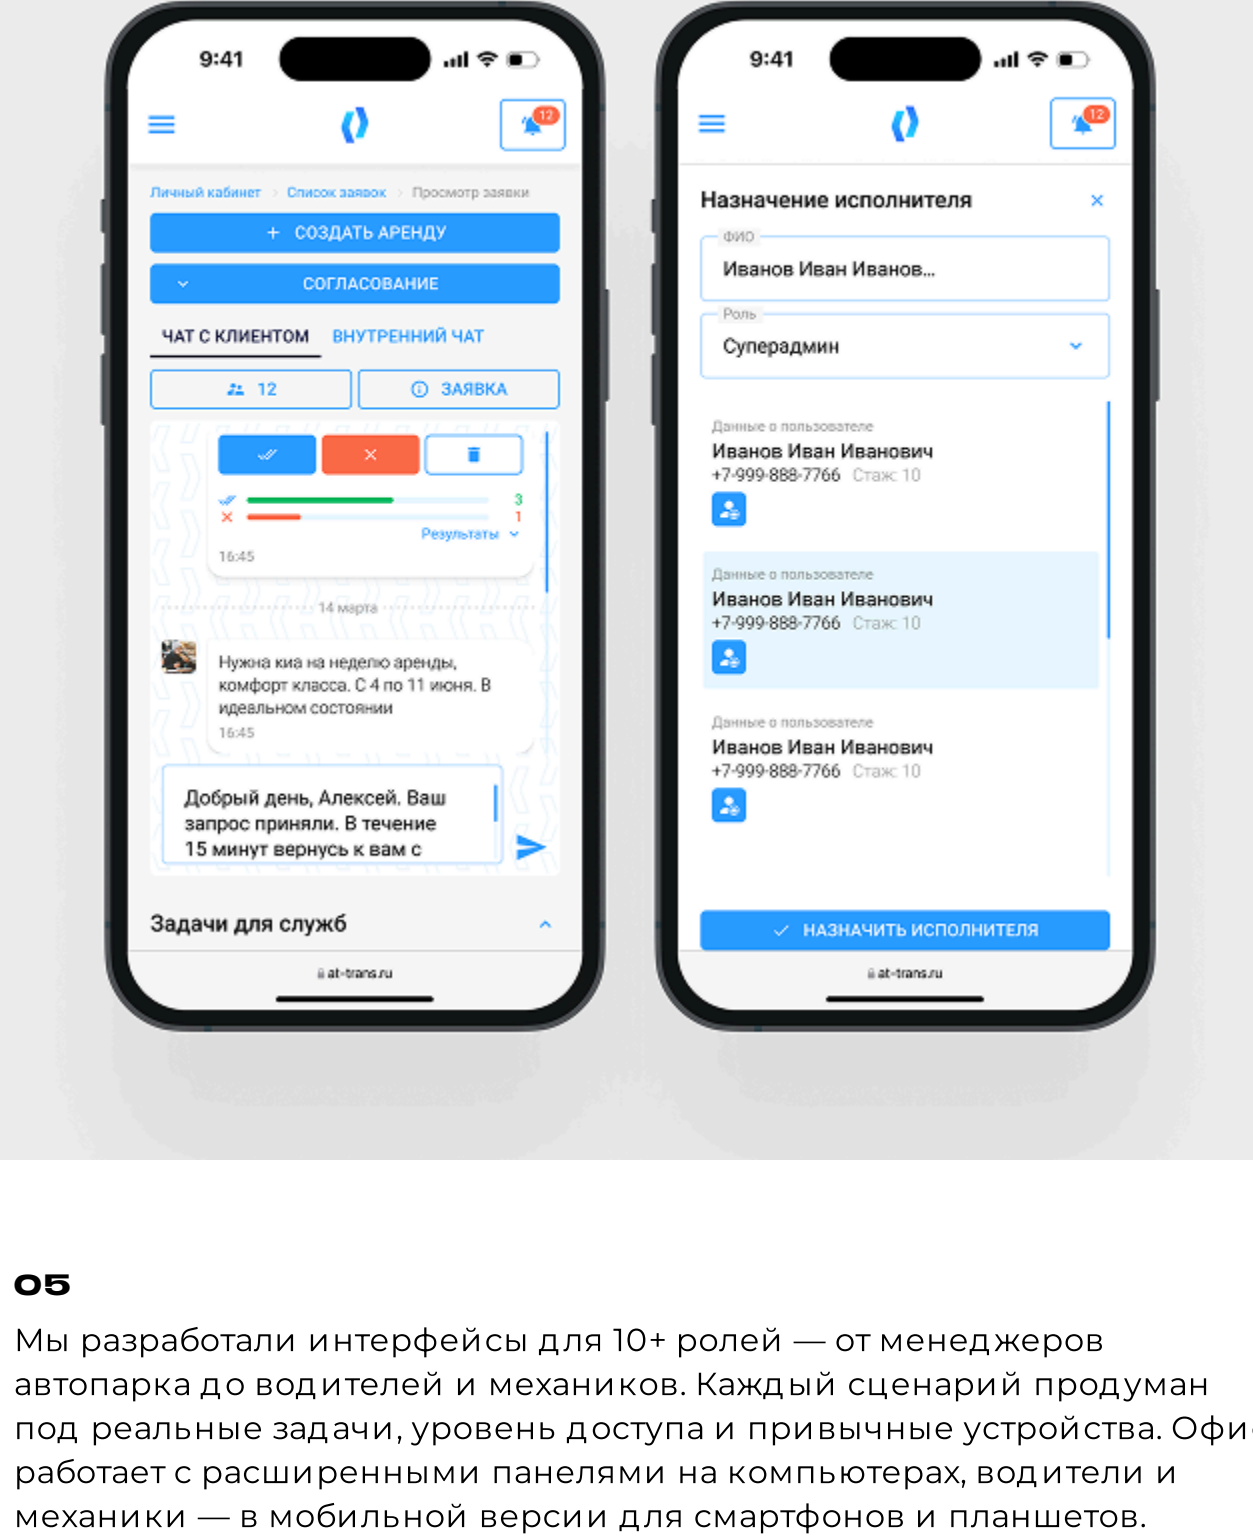 9:41
12
Личный кабинет > Список заявок > Просмотр заявки
+ СОЗДАТЬ АРЕНДУ
СОГЛАСОВАНИЕ
ЧАТ С КЛИЕНТОМ ВНУТРЕННИЙ ЧАТ
12 ЗАЯВКА
3
1
Результаты
16:45
14 марта
Нужна киа на неделю аренды,
комфорт класса. С 4 по 11 июня. В
идеальном состоянии
16:45
Добрый день, Алексей. Ваш
запрос приняли. В течение
15 минут вернусь к вам с
Задачи для служб
at-trans.ru
9:41
12
Назначение исполнителя
ФИО
Иванов Иван Иванов...
Роль
Суперадмин
Данные о пользователе
Иванов Иван Иванович
+7-999-888-7766 Стаж: 10
Данные о пользователе
Иванов Иван Иванович
+7-999-888-7766 Стаж: 10
Данные о пользователе
Иванов Иван Иванович
+7-999-888-7766 Стаж: 10
НАЗНАЧИТЬ ИСПОЛНИТЕЛЯ
at-trans.ru
05
Мы разработали интерфейсы для 10+ ролей — от менеджеров
автопарка до водителей и механиков. Каждый сценарий продуман
под реальные задачи, уровень доступа и привычные устройства.
работает с расширенными панелями на компьютерах, водители и
механики — в мобильной версии для смартфонов и планшетов.